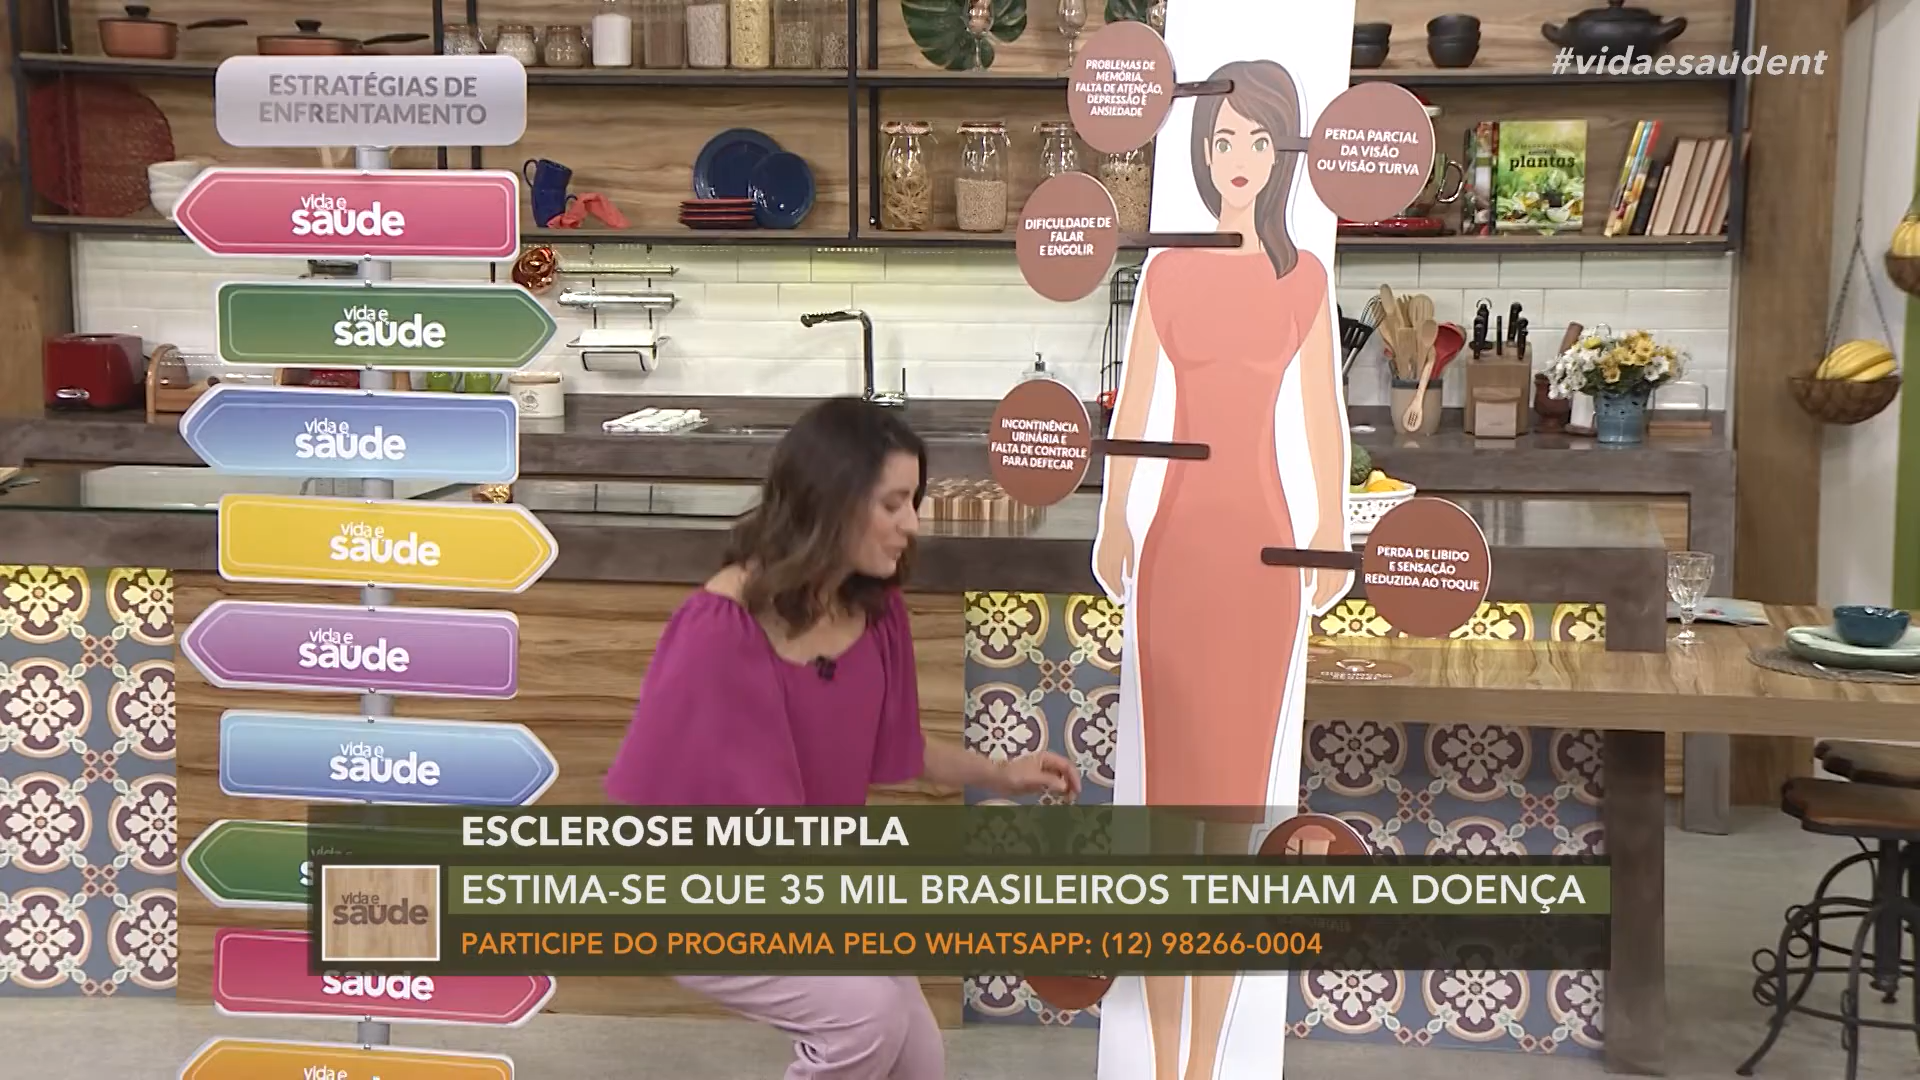 #vidaesaudent
ESTRATÉGIAS DE
ENFRENTAMENTO
vida e
saúde
vida e
saúde
vida e
saúde
vida e
saúde
vida e
saúde
vida e
saúde
vida e
saúde
vida e
PROBLEMAS DE
MEMÓRIA,
FALTA DE ATENÇÃO,
DEPRESSÃO E
ANSIEDADE
PERDA PARCIAL
DA VISÃO
OU VISÃO TURVA
DIFICULDADE DE
FALAR
E ENGOLIR
INCONTINÊNCIA
URINÁRIA E
FALTA DE CONTROLE
PARA DEFECAR
PERDA DE LIBIDO
E SENSAÇÃO
REDUZIDA AO TOQUE
plantas
ESCLEROSE MÚLTIPLA
vida e
saúde
ESTIMA-SE QUE 35 MIL BRASILEIROS TENHAM A DOENÇA
PARTICIPE DO PROGRAMA PELO WHATSAPP: (12) 98266-0004